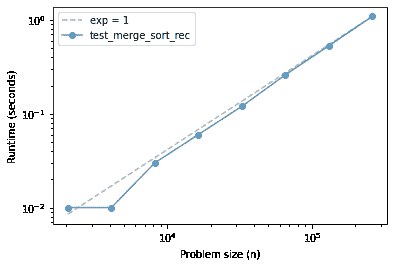 exp = 1
test_merge_sort_rec
10⁰
10⁻¹
10⁻²
Runtime (seconds)
10⁴
10⁵
Problem size (n)